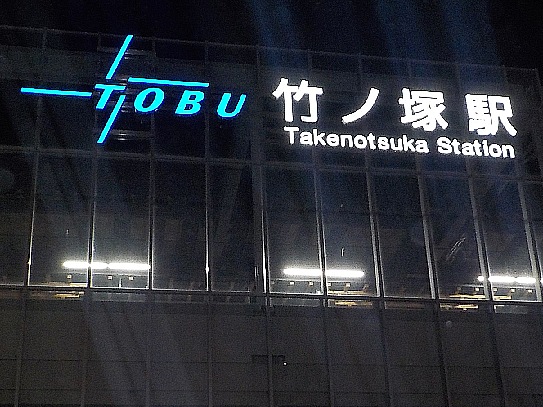 TOBU 竹ノ塚駅
Takenotsuka Station